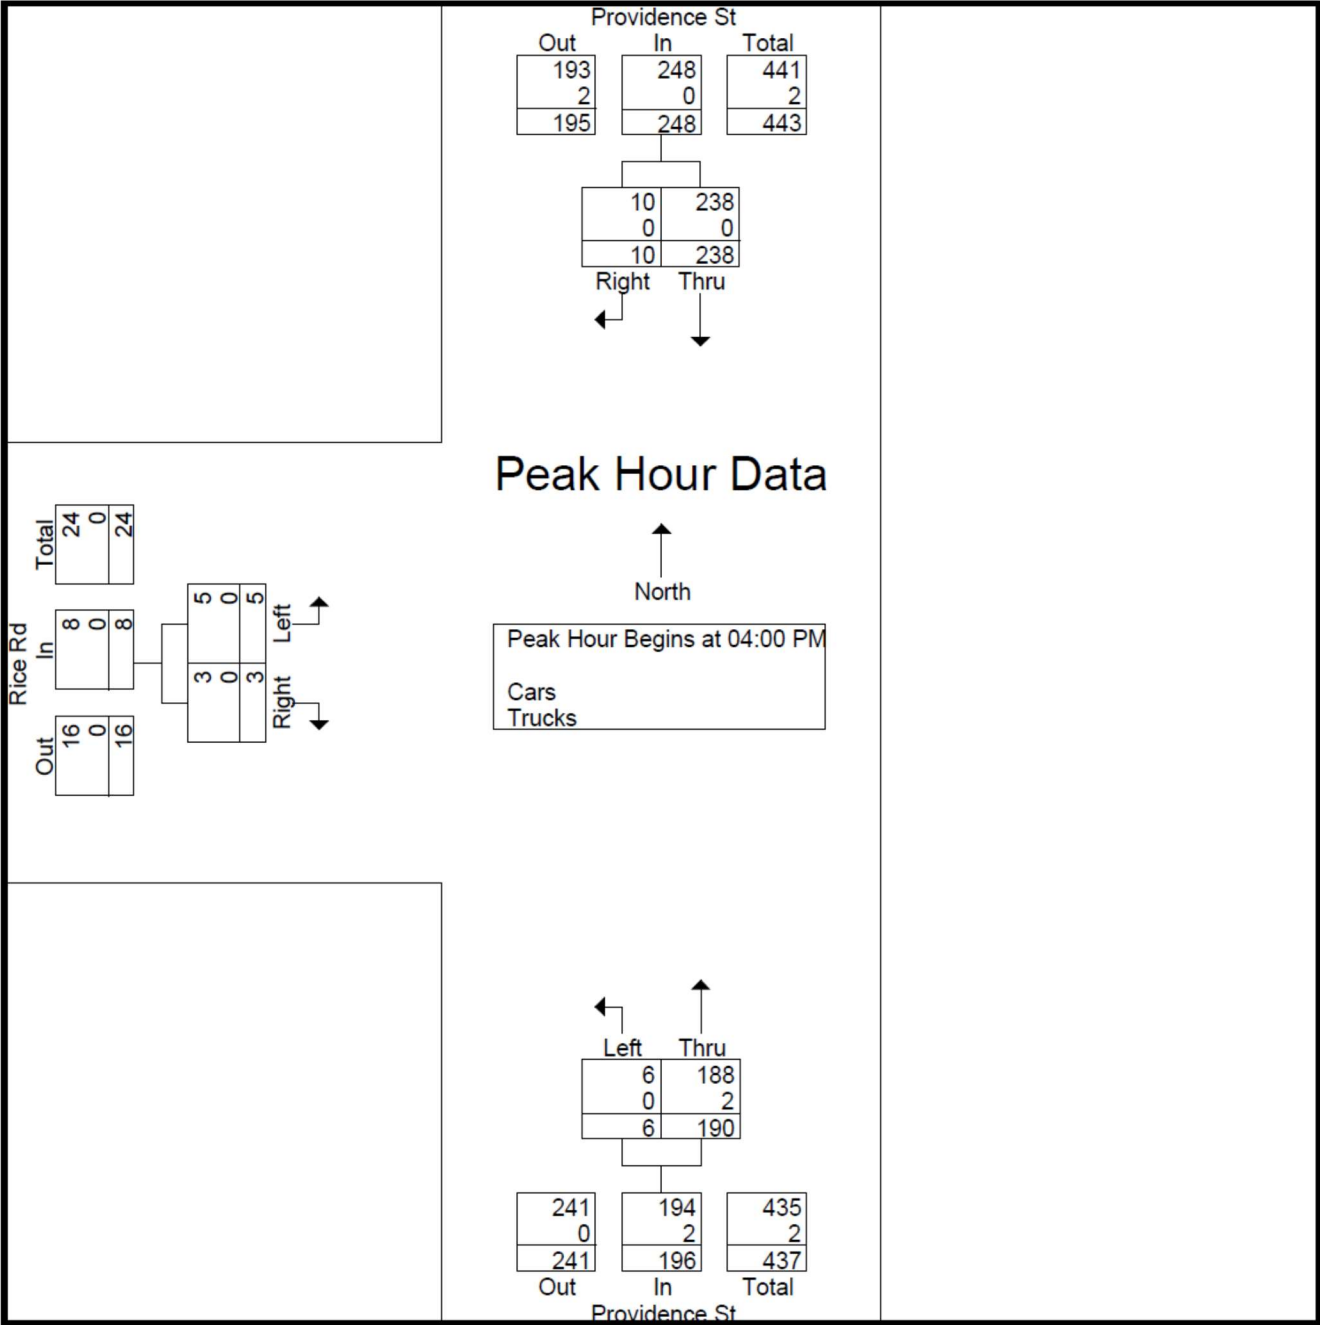 Providence St
Out In Total
193 248 441
2 0 2
195 248 443
10 238
0 0
10 238
Right Thru
Peak Hour Data
North
Peak Hour Begins at 04:00 PM
Cars
Trucks
Rice Rd
Total
24
0
24
In
8
0
8
Out
16
0
16
5
0
5
Left
3
0
3
Right
Left Thru
6 188
0 2
6 190
241 194 435
0 2 2
241 196 437
Out In Total
Providence St